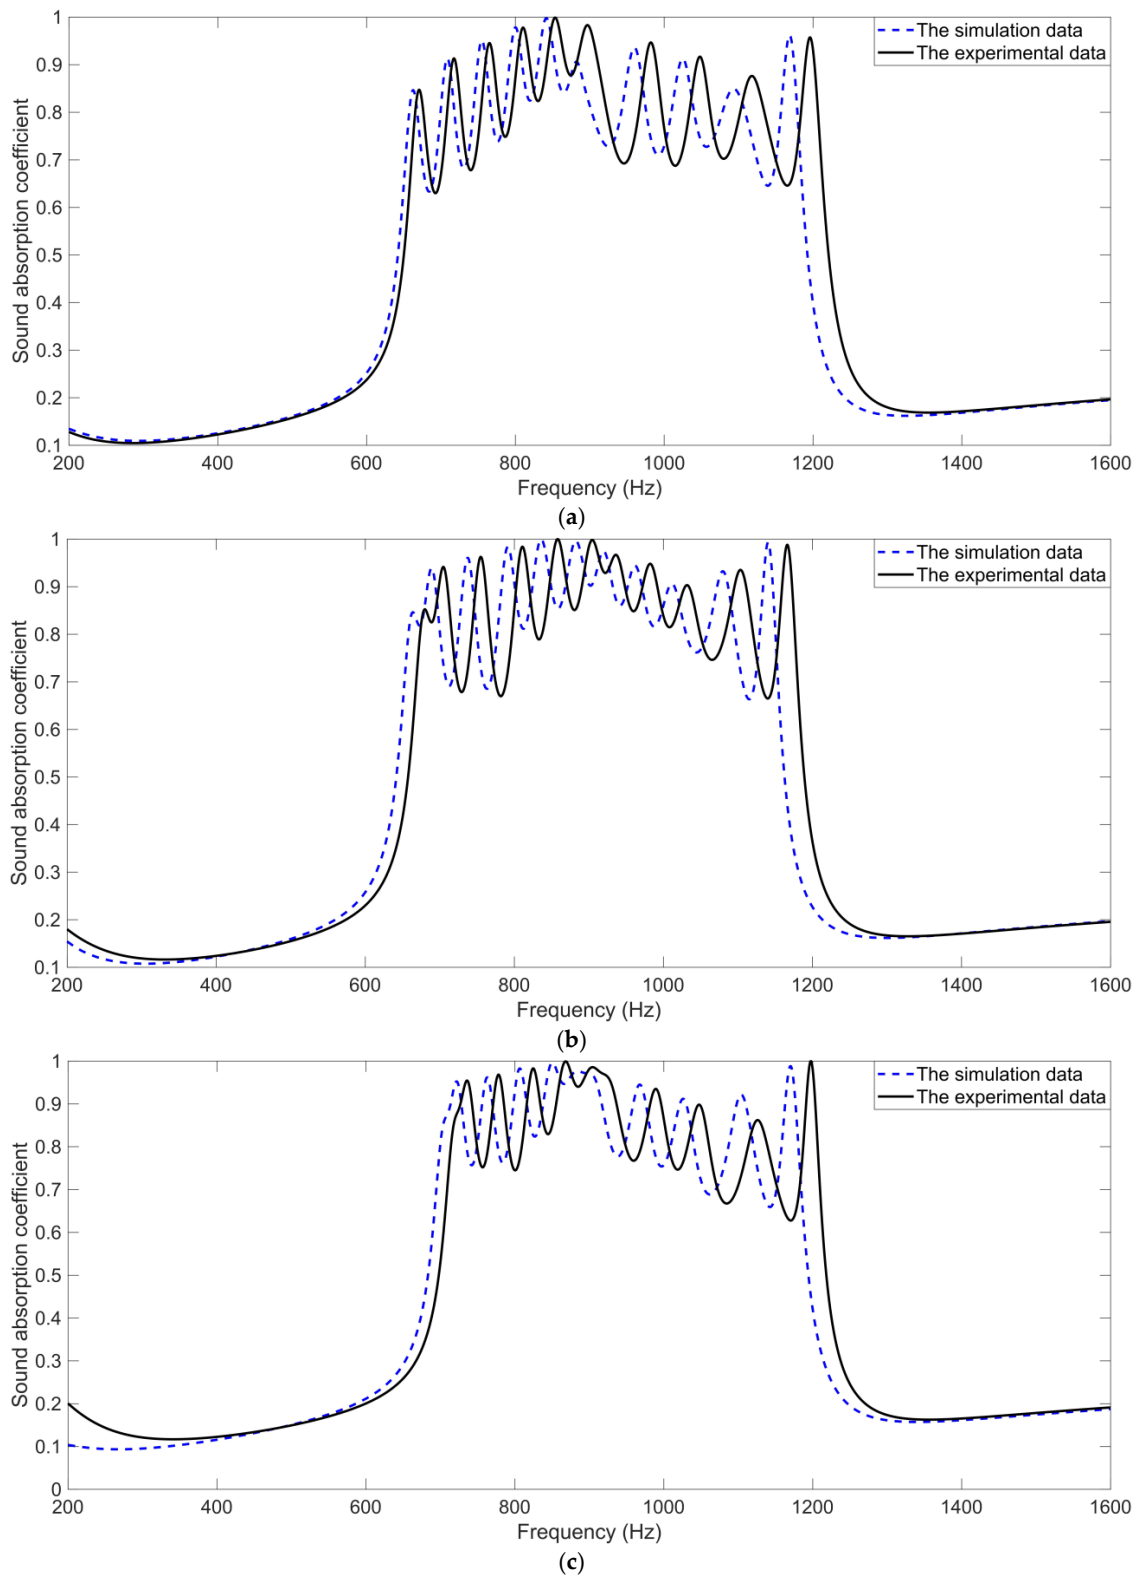 1
0.9
0.8
0.7
0.6
0.5
0.4
0.3
0.2
0.1
Sound absorption coefficient
The simulation data
The experimental data
200 400 600 800 1000 1200 1400 1600
Frequency (Hz)
(a)
1
0.9
0.8
0.7
0.6
0.5
0.4
0.3
0.2
0.1
Sound absorption coefficient
The simulation data
The experimental data
200 400 600 800 1000 1200 1400 1600
Frequency (Hz)
(b)
1
0.9
0.8
0.7
0.6
0.5
0.4
0.3
0.2
0.1
0
Sound absorption coefficient
The simulation data
The experimental data
200 400 600 800 1000 1200 1400 1600
Frequency (Hz)
(c)